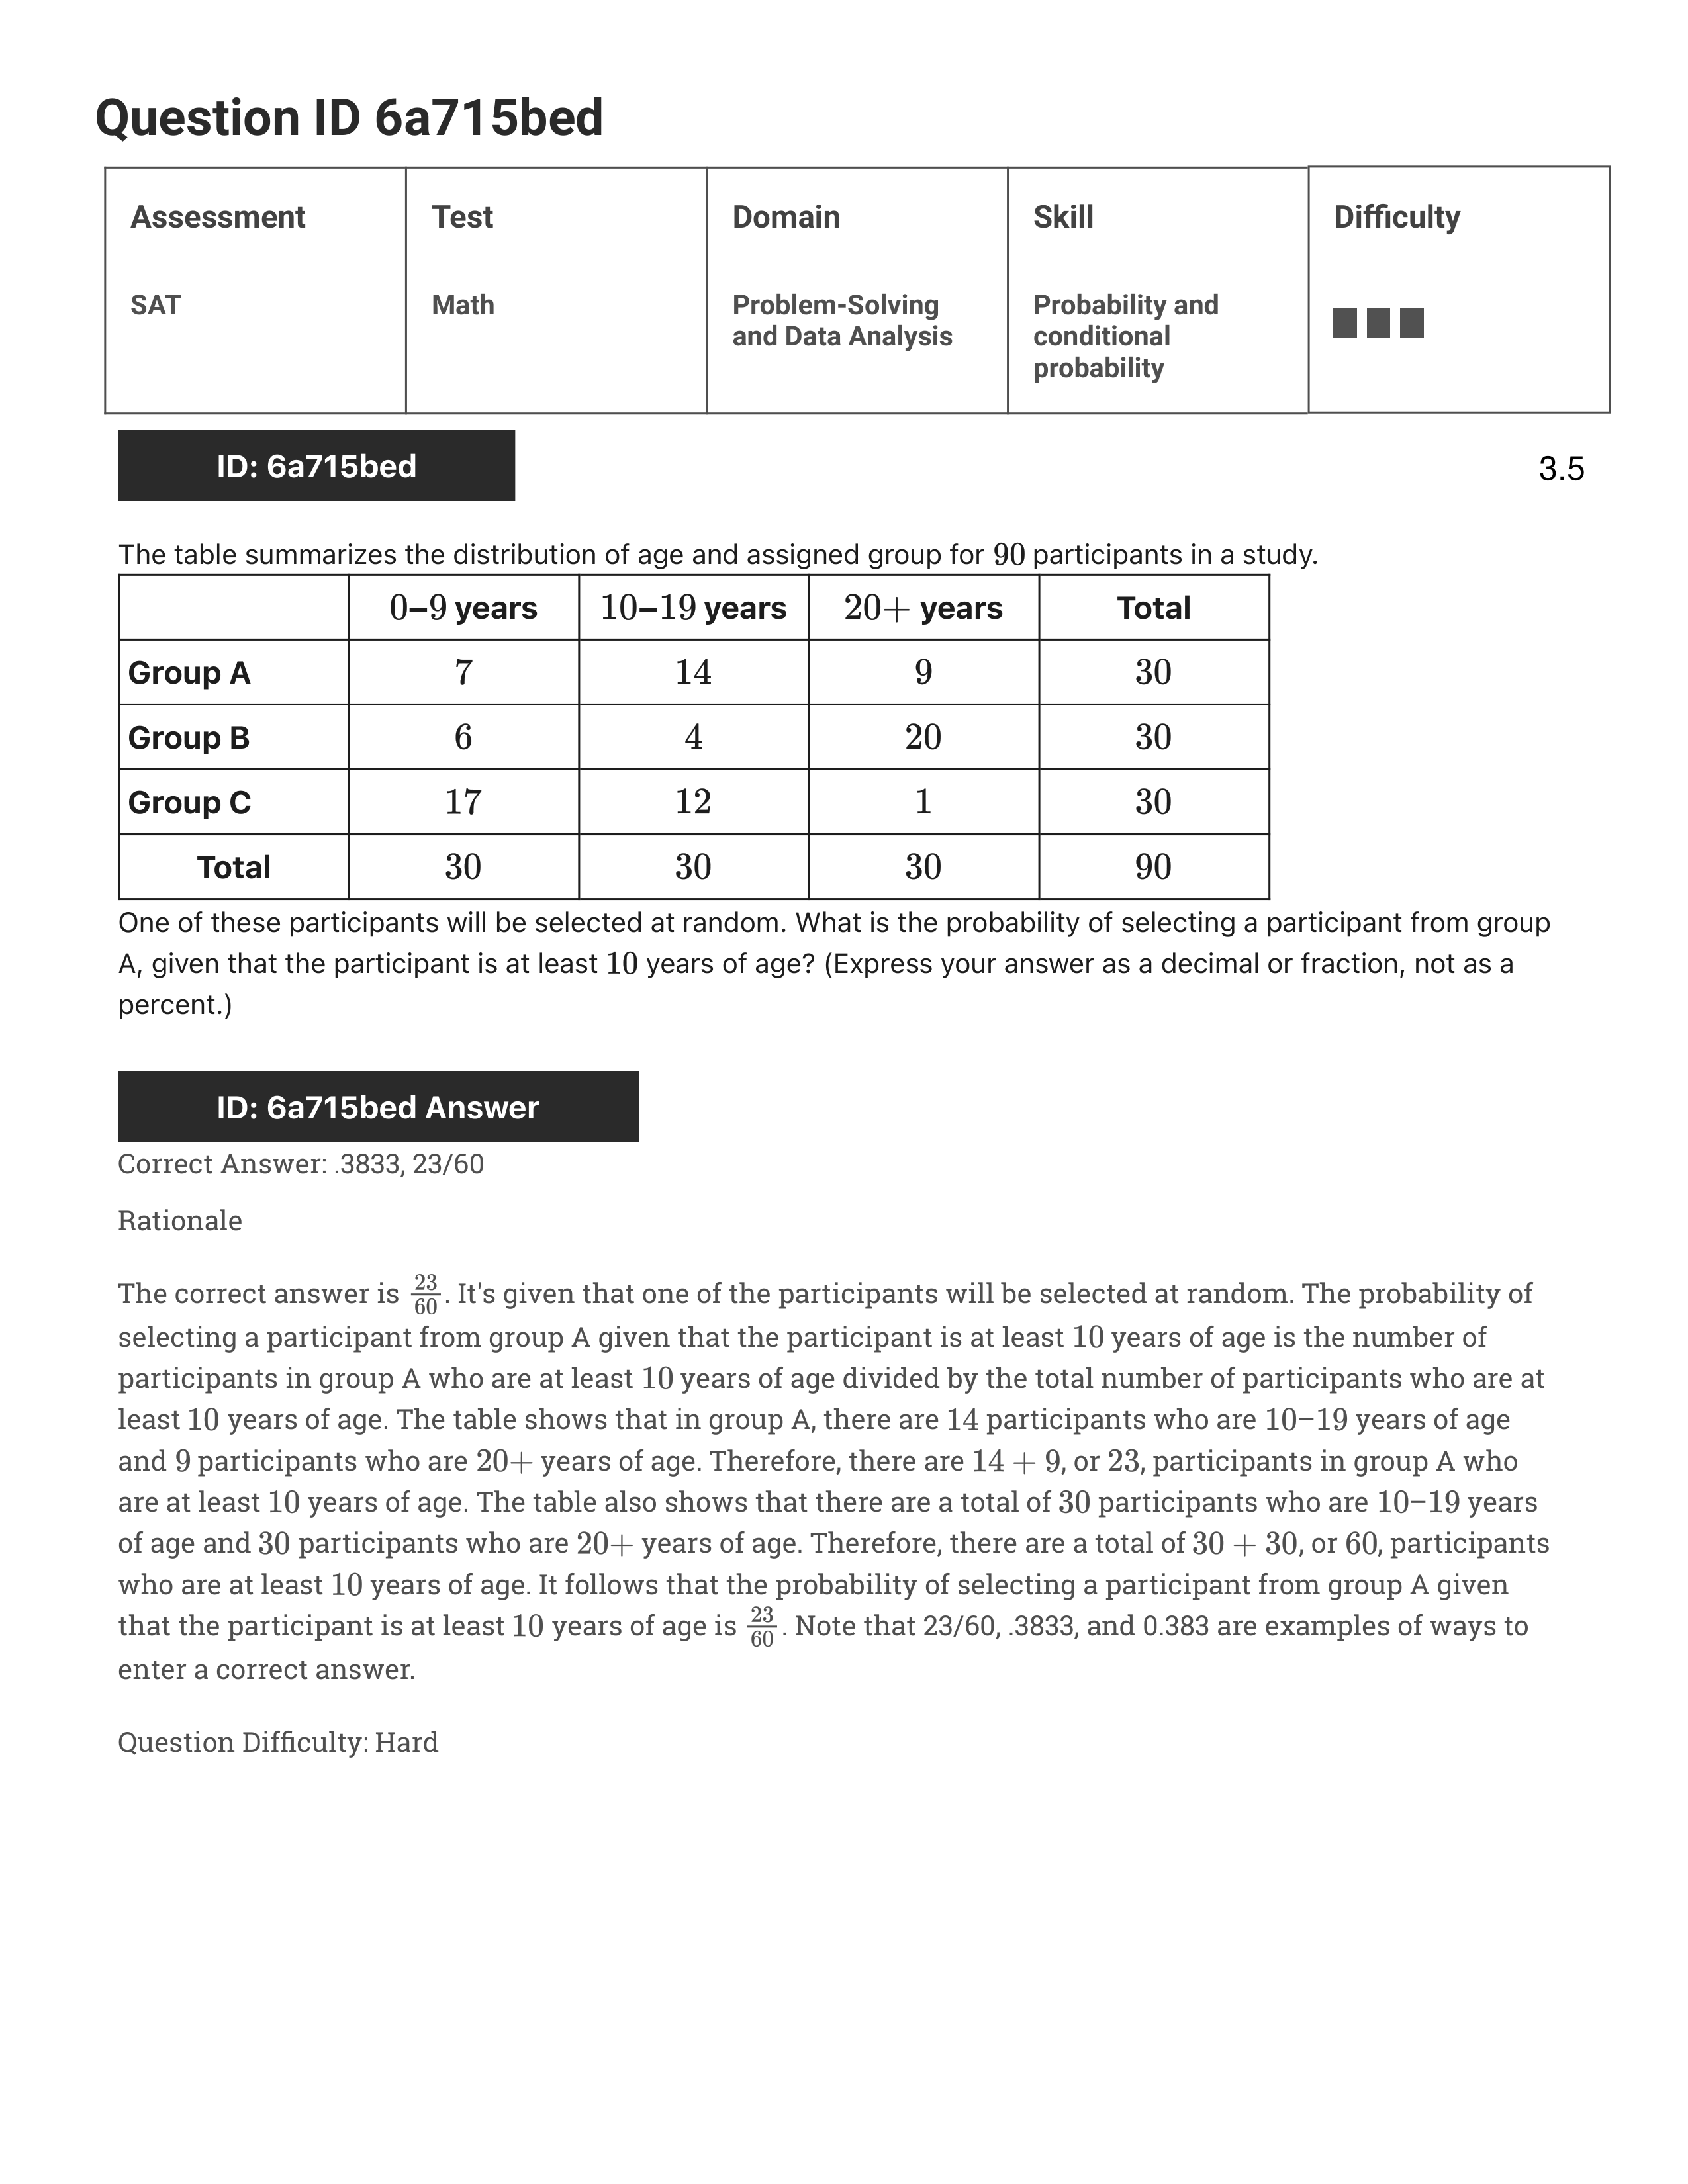 Question ID 6a715bed
Assessment Test Domain Skill Difficulty
SAT Math Problem-Solving and Data Analysis Probability and conditional probability
ID: 6a715bed 3.5
The table summarizes the distribution of age and assigned group for 90 participants in a study.
0–9 years 10–19 years 20+ years Total
Group A 7 14 9 30
Group B 6 4 20 30
Group C 17 12 1 30
Total 30 30 30 90
One of these participants will be selected at random. What is the probability of selecting a participant from group
A, given that the participant is at least 10 years of age? (Express your answer as a decimal or fraction, not as a
percent.)
ID: 6a715bed Answer
Correct Answer: .3833, 23/60
Rationale
The correct answer is 23/60. It's given that one of the participants will be selected at random. The probability of
selecting a participant from group A given that the participant is at least 10 years of age is the number of
participants in group A who are at least 10 years of age divided by the total number of participants who are at
least 10 years of age. The table shows that in group A, there are 14 participants who are 10–19 years of age
and 9 participants who are 20+ years of age. Therefore, there are 14 + 9, or 23, participants in group A who
are at least 10 years of age. The table also shows that there are a total of 30 participants who are 10–19 years
of age and 30 participants who are 20+ years of age. Therefore, there are a total of 30 + 30, or 60, participants
who are at least 10 years of age. It follows that the probability of selecting a participant from group A given
that the participant is at least 10 years of age is 23/60. Note that 23/60, .3833, and 0.383 are examples of ways to
enter a correct answer.
Question Difficulty: Hard